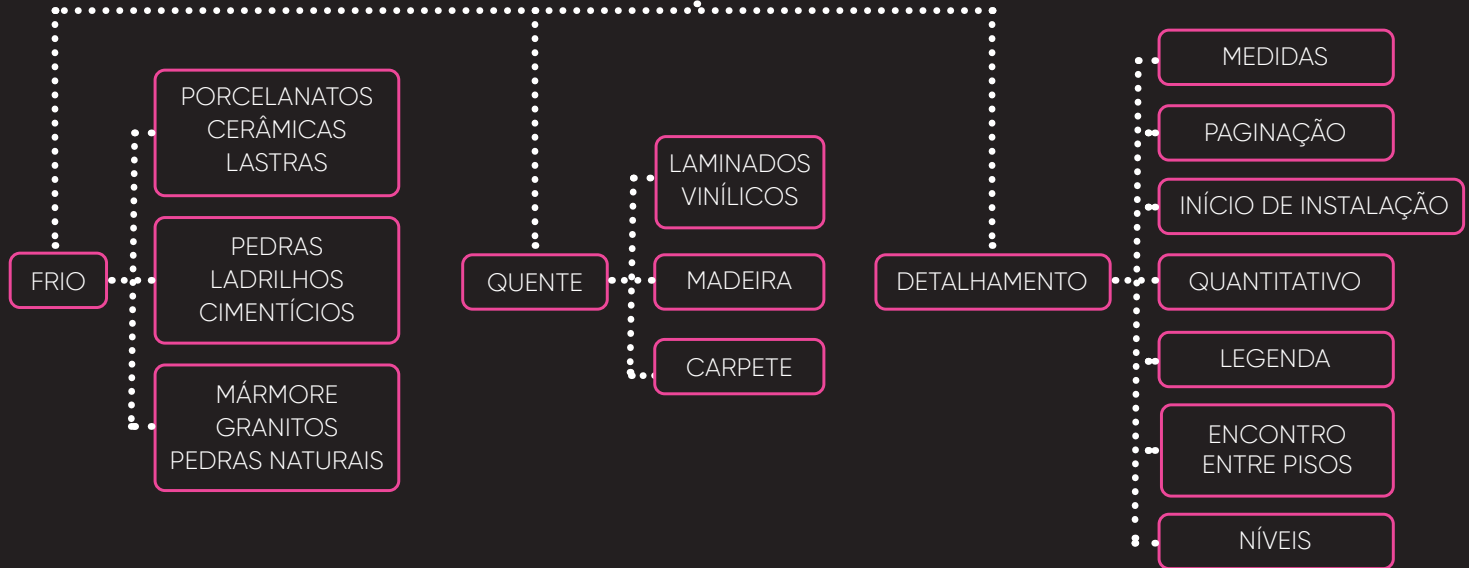 FRIO
PORCELANATOS
CERÂMICAS
LASTRAS
PEDRAS
LADRILHOS
CIMENTÍCIOS
MÁRMORE
GRANITOS
PEDRAS NATURAIS
QUENTE
LAMINADOS
VINÍLICOS
MADEIRA
CARPETE
DETALHAMENTO
MEDIDAS
PAGINAÇÃO
INÍCIO DE INSTALAÇÃO
QUANTITATIVO
LEGENDA
ENCONTRO
ENTRE PISOS
NÍVEIS